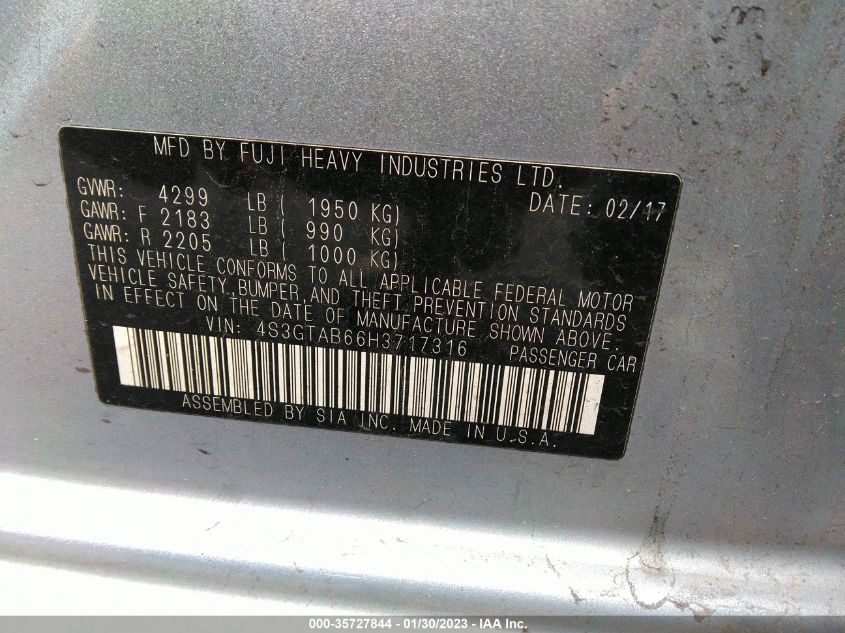 MFD BY FUJI HEAVY INDUSTRIES LTD.
GVWR: 4299 LB ( 1950 KG) DATE: 02/17
GAWR: F 2183 LB ( 990 KG)
GAWR: R 2205 LB ( 1000 KG)
THIS VEHICLE CONFORMS TO ALL APPLICABLE FEDERAL MOTOR
VEHICLE SAFETY, BUMPER, AND THEFT PREVENTION STANDARDS
IN EFFECT ON THE DATE OF MANUFACTURE SHOWN ABOVE.
VIN: 4S3GTAB66H3717316 PASSENGER CAR
ASSEMBLED BY SIA INC. MADE IN U.S.A.
000-35727844 - 01/30/2023 - IAA Inc.